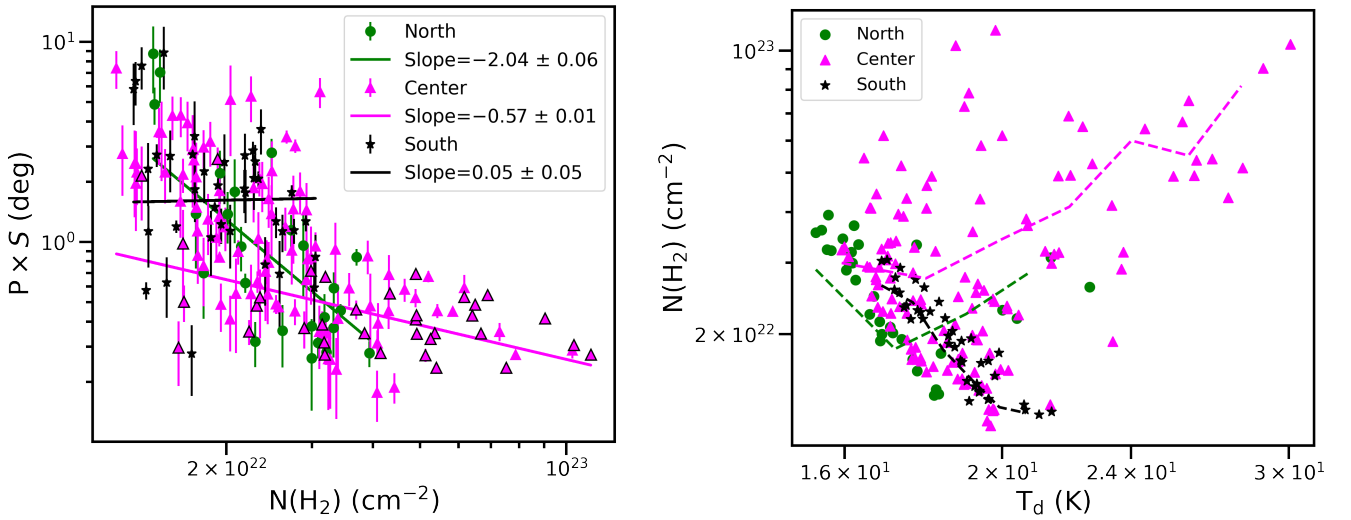 North
Slope=−2.04 ± 0.06
Center
Slope=−0.57 ± 0.01
South
Slope=0.05 ± 0.05
10¹
10⁰
P × S (deg)
2 × 10²² 10²³
N(H₂) (cm⁻²)
North
Center
South
10²³
2 × 10²²
N(H₂) (cm⁻²)
1.6 × 10¹ 2 × 10¹ 2.4 × 10¹ 3 × 10¹
T_d (K)